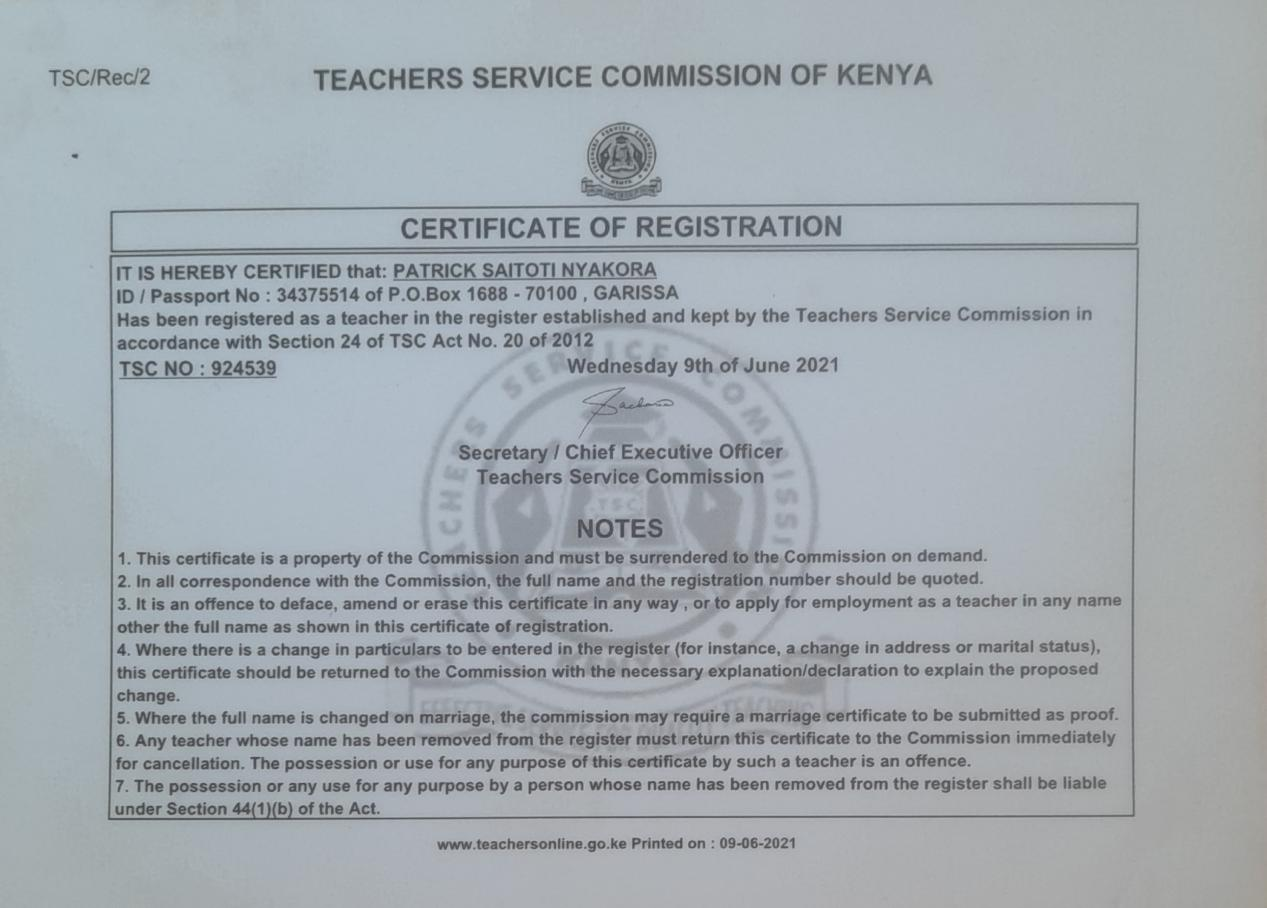 TSC/Rec/2
TEACHERS SERVICE COMMISSION OF KENYA
TEACHERS SERVICE COMMISSION
KENYA
CERTIFICATE OF REGISTRATION
IT IS HEREBY CERTIFIED that: PATRICK SAITOTI NYAKORA
ID / Passport No : 34375514 of P.O.Box 1688 - 70100 , GARISSA
Has been registered as a teacher in the register established and kept by the Teachers Service Commission in
accordance with Section 24 of TSC Act No. 20 of 2012
TSC NO : 924539 Wednesday 9th of June 2021
Secretary / Chief Executive Officer
Teachers Service Commission
TEACHERS SERVICE COMMISSION
TSC
KENYA
NOTES
1. This certificate is a property of the Commission and must be surrendered to the Commission on demand.
2. In all correspondence with the Commission, the full name and the registration number should be quoted.
3. It is an offence to deface, amend or erase this certificate in any way , or to apply for employment as a teacher in any name
other the full name as shown in this certificate of registration.
4. Where there is a change in particulars to be entered in the register (for instance, a change in address or marital status),
this certificate should be returned to the Commission with the necessary explanation/declaration to explain the proposed
change.
5. Where the full name is changed on marriage, the commission may require a marriage certificate to be submitted as proof.
6. Any teacher whose name has been removed from the register must return this certificate to the Commission immediately
for cancellation. The possession or use for any purpose of this certificate by such a teacher is an offence.
7. The possession or any use for any purpose by a person whose name has been removed from the register shall be liable
under Section 44(1)(b) of the Act.
www.teachersonline.go.ke Printed on : 09-06-2021